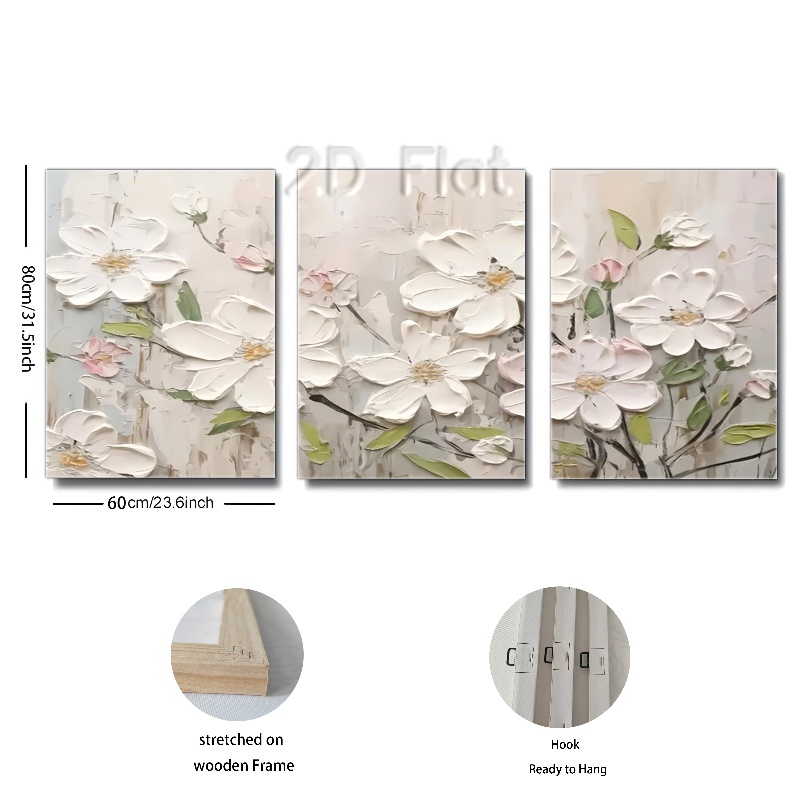 2D Flat
80cm/31.5inch
60cm/23.6inch
stretched on
wooden Frame
Hook
Ready to Hang